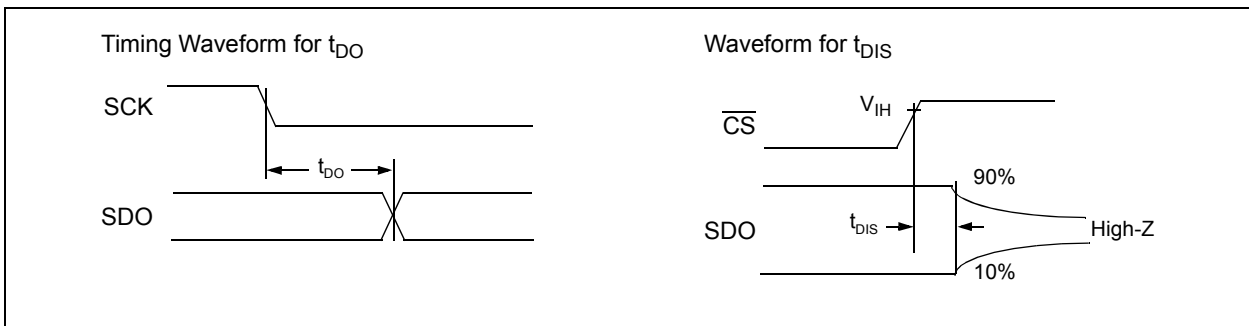 Timing Waveform for tDO
SCK
tDO
SDO
Waveform for tDIS
VIH
CS
90%
SDO
tDIS
High-Z
10%